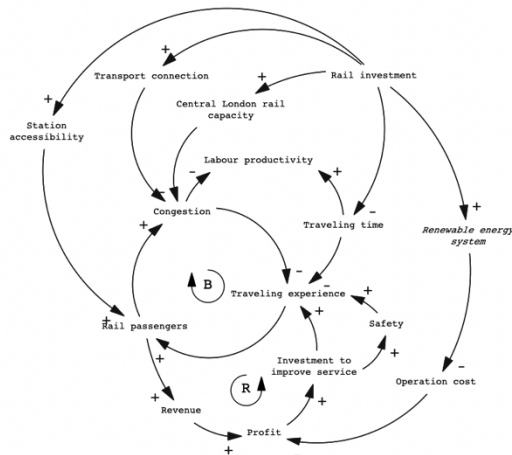 +
Transport connection
+
Rail investment
+
Central London rail
capacity
Station
accessibility
-
Labour productivity
+
-
+
Congestion
-
Traveling time
+
Renewable energy
system
-
-
B
Traveling experience
+
+
+
Rail passengers
Safety
+
Investment to
improve service
+
-
R
Operation cost
+
+
Revenue
Profit
+